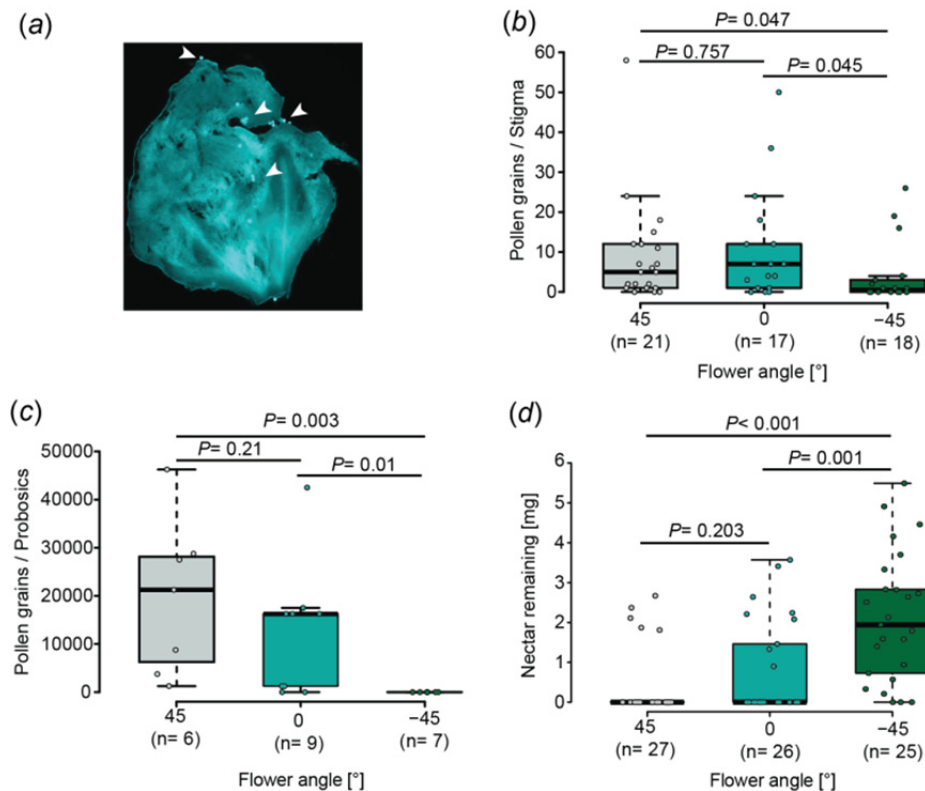 (a)
(b)
P= 0.047
P= 0.757
P= 0.045
Pollen grains / Stigma
60
50
40
30
20
10
0
45
0
−45
(n= 21)
(n= 17)
(n= 18)
Flower angle [°]
(c)
P= 0.003
P= 0.21
P= 0.01
Pollen grains / Probosics
50000
40000
30000
20000
10000
0
45
0
−45
(n= 6)
(n= 9)
(n= 7)
Flower angle [°]
(d)
P< 0.001
P= 0.001
P= 0.203
Nectar remaining [mg]
6
5
4
3
2
1
0
45
0
−45
(n= 27)
(n= 26)
(n= 25)
Flower angle [°]